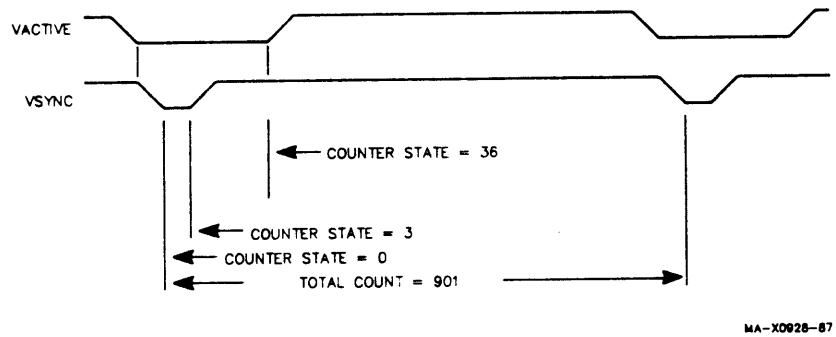 VACTIVE
VSYNC
COUNTER STATE = 36
COUNTER STATE = 3
COUNTER STATE = 0
TOTAL COUNT = 901
MA-X0928-87